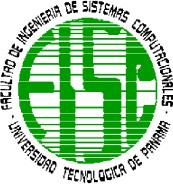 FACULTAD DE INGENIERIA DE SISTEMAS COMPUTACIONALES -
UNIVERSIDAD TECNOLOGICA DE PANAMA -
FISC